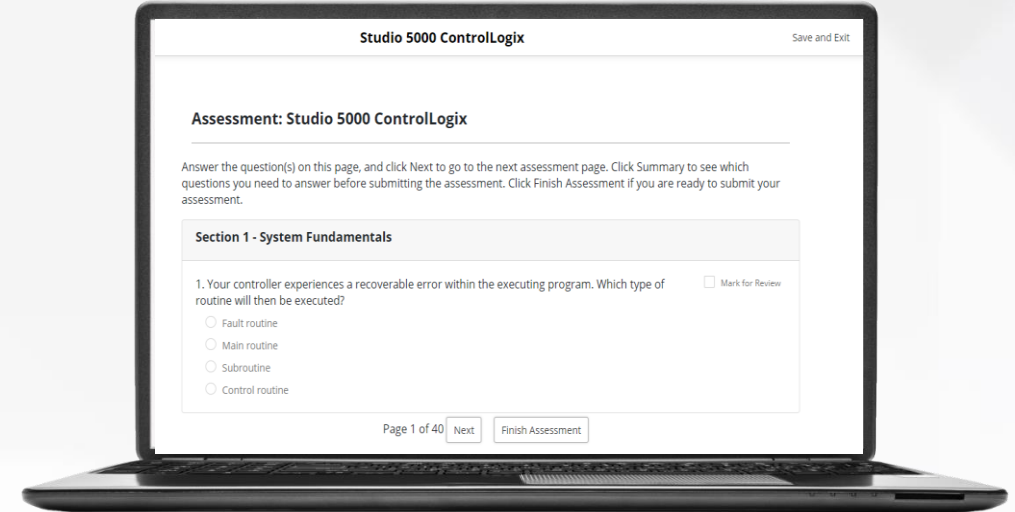 Studio 5000 ControlLogix
Save and Exit
Assessment: Studio 5000 ControlLogix
Answer the question(s) on this page, and click Next to go to the next assessment page. Click Summary to see which
questions you need to answer before submitting the assessment. Click Finish Assessment if you are ready to submit your
assessment.
Section 1 - System Fundamentals
1. Your controller experiences a recoverable error within the executing program. Which type of
routine will then be executed?
Mark for Review
Fault routine
Main routine
Subroutine
Control routine
Page 1 of 40
Next
Finish Assessment